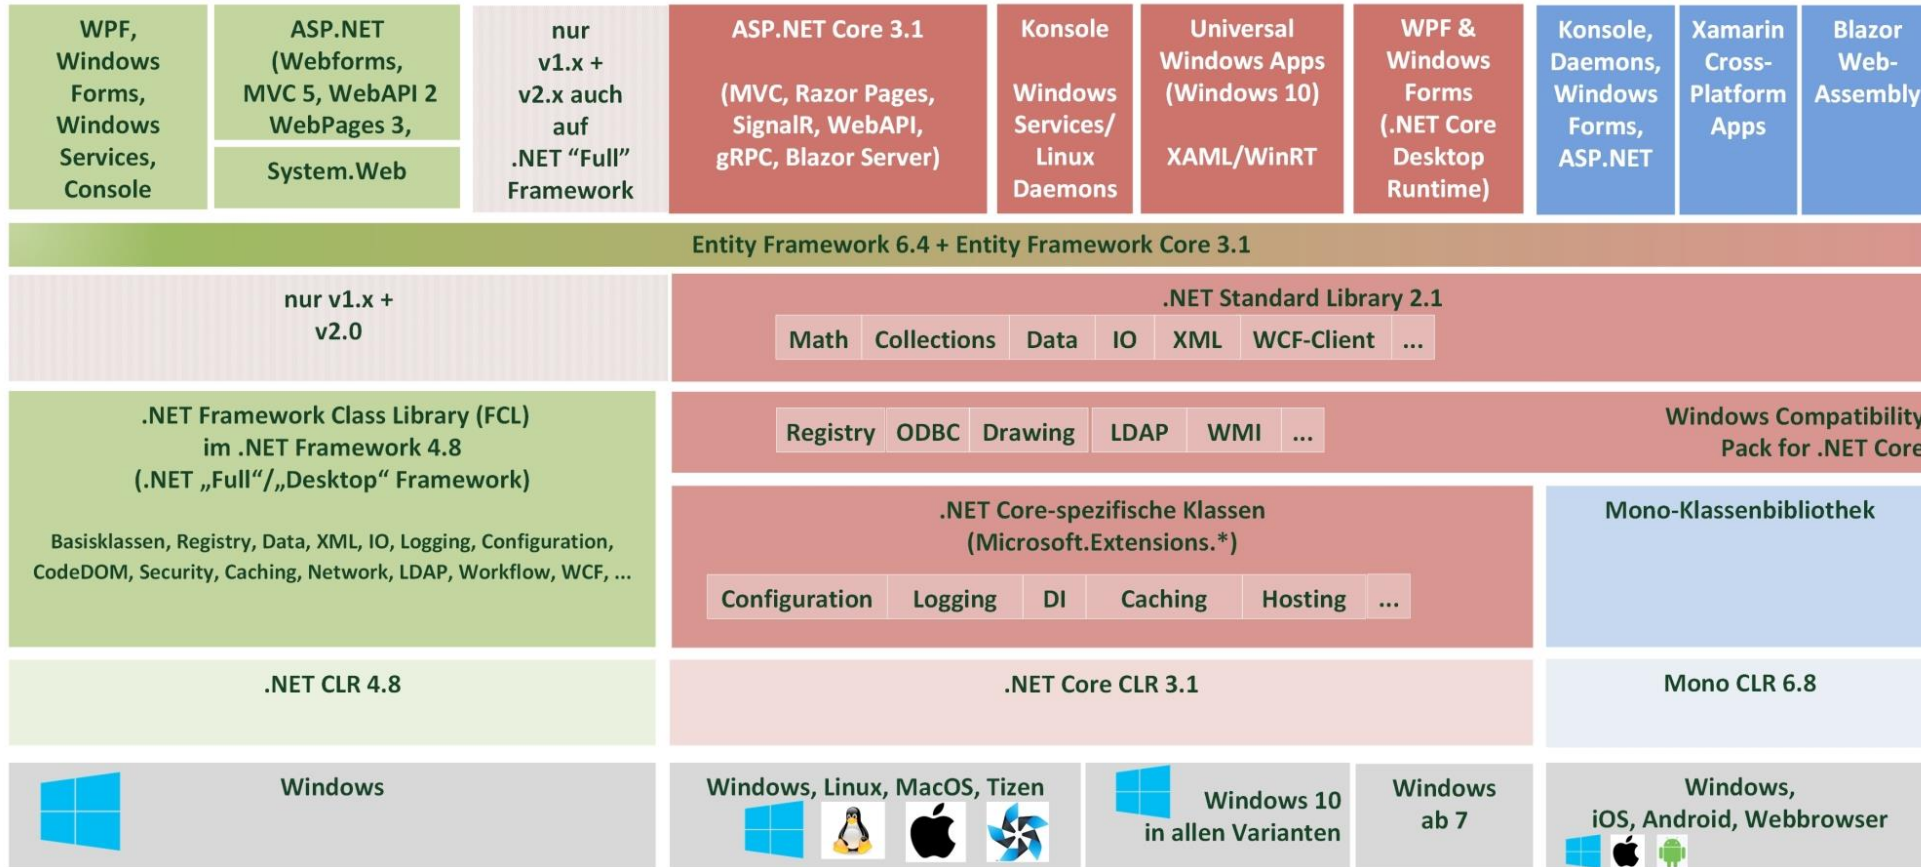 WPF,
Windows
Forms,
Windows
Services,
Console
ASP.NET
(Webforms,
MVC 5, WebAPI 2
WebPages 3,
System.Web
nur
v1.x +
v2.x auch
auf
.NET “Full”
Framework
ASP.NET Core 3.1
(MVC, Razor Pages,
SignalR, WebAPI,
gRPC, Blazor Server)
Konsole
Windows
Services/
Linux
Daemons
Universal
Windows Apps
(Windows 10)
XAML/WinRT
WPF &
Windows
Forms
(.NET Core
Desktop
Runtime)
Konsole,
Daemons,
Windows
Forms,
ASP.NET
Xamarin
Cross-
Platform
Apps
Blazor
Web-
Assembly
Entity Framework 6.4 + Entity Framework Core 3.1
nur v1.x +
v2.0
.NET Standard Library 2.1
Math Collections Data IO XML WCF-Client ...
.NET Framework Class Library (FCL)
im .NET Framework 4.8
(.NET „Full“/„Desktop“ Framework)
Basisklassen, Registry, Data, XML, IO, Logging, Configuration,
CodeDOM, Security, Caching, Network, LDAP, Workflow, WCF, ...
Registry ODBC Drawing LDAP WMI ...
Windows Compatibility
Pack for .NET Core
.NET Core-spezifische Klassen
(Microsoft.Extensions.*)
Configuration Logging DI Caching Hosting ...
Mono-Klassenbibliothek
.NET CLR 4.8
.NET Core CLR 3.1
Mono CLR 6.8
Windows
Windows, Linux, MacOS, Tizen
Windows 10
in allen Varianten
Windows
ab 7
Windows,
iOS, Android, Webbrowser